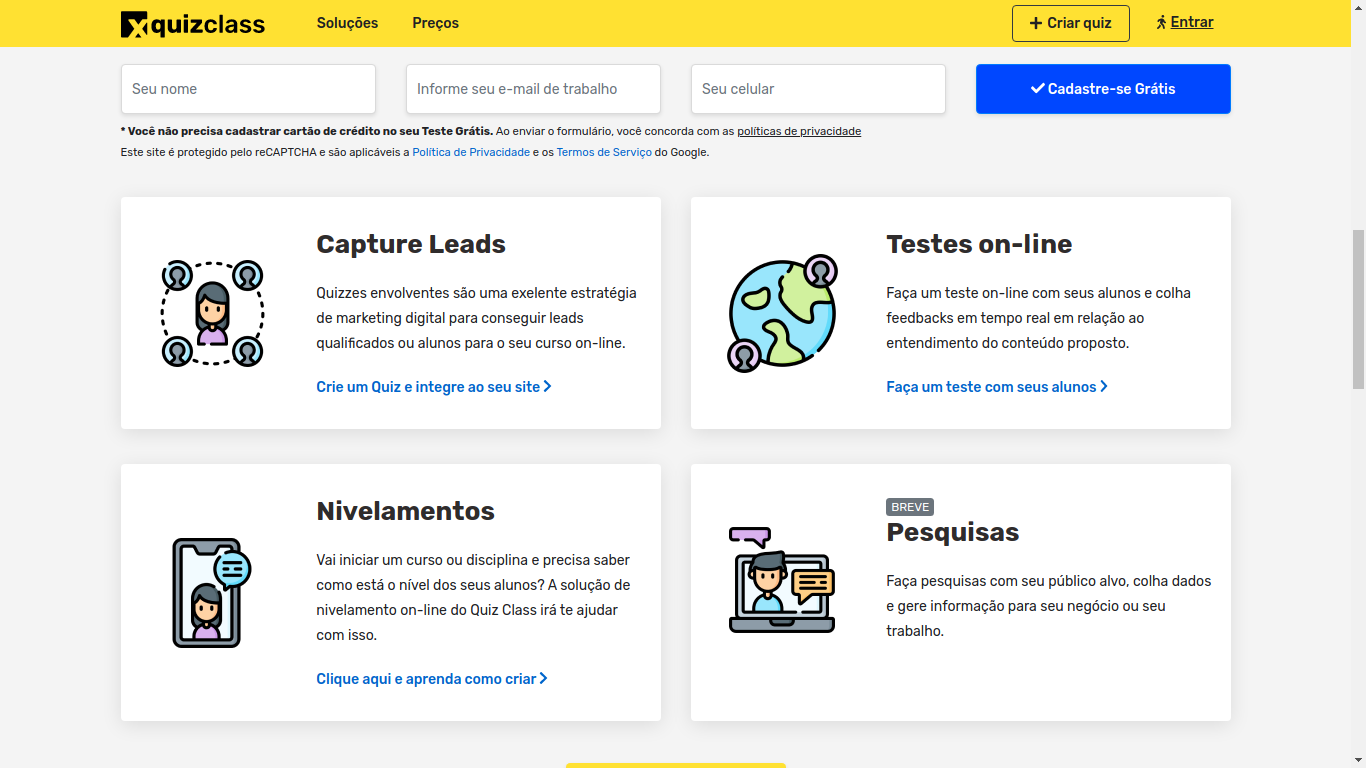 quizclass
Soluções
Preços
Criar quiz
Entrar
Seu nome
Informe seu e-mail de trabalho
Seu celular
Cadastre-se Grátis
* Você não precisa cadastrar cartão de crédito no seu Teste Grátis. Ao enviar o formulário, você concorda com as políticas de privacidade
Este site é protegido pelo reCAPTCHA e são aplicáveis a Política de Privacidade e os Termos de Serviço do Google.
Capture Leads
Quizzes envolventes são uma exelente estratégia
de marketing digital para conseguir leads
qualificados ou alunos para o seu curso on-line.
Crie um Quiz e integre ao seu site
Testes on-line
Faça um teste on-line com seus alunos e colha
feedbacks em tempo real em relação ao
entendimento do conteúdo proposto.
Faça um teste com seus alunos
Nivelamentos
Vai iniciar um curso ou disciplina e precisa saber
como está o nível dos seus alunos? A solução de
nivelamento on-line do Quiz Class irá te ajudar
com isso.
Clique aqui e aprenda como criar
BREVE
Pesquisas
Faça pesquisas com seu público alvo, colha dados
e gere informação para seu negócio ou seu
trabalho.